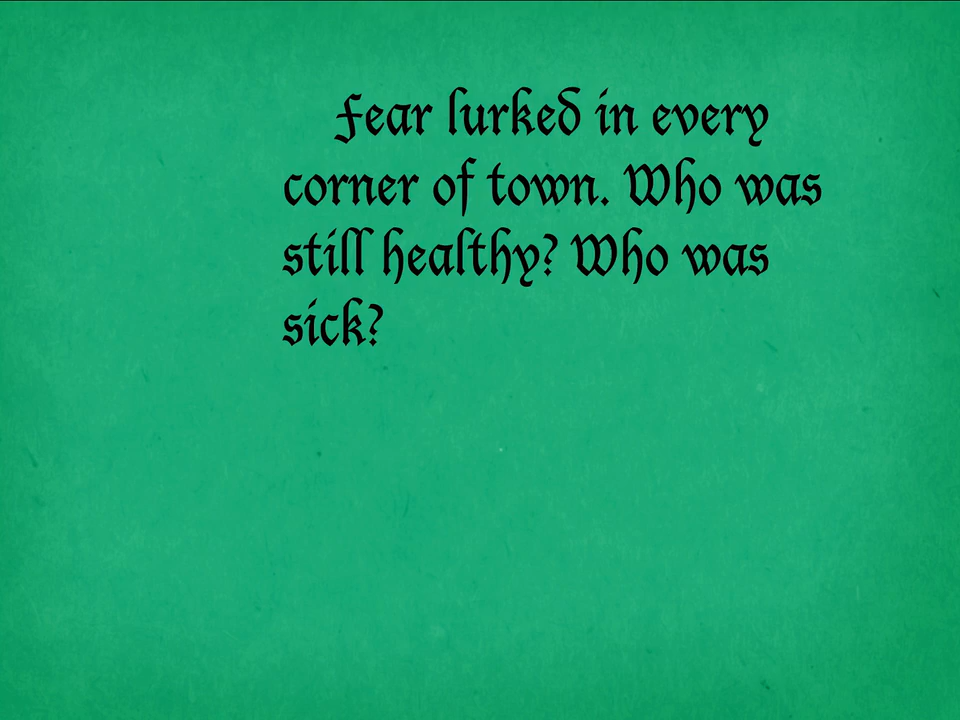 Fear lurked in every
corner of town. Who was
still healthy? Who was
sick?